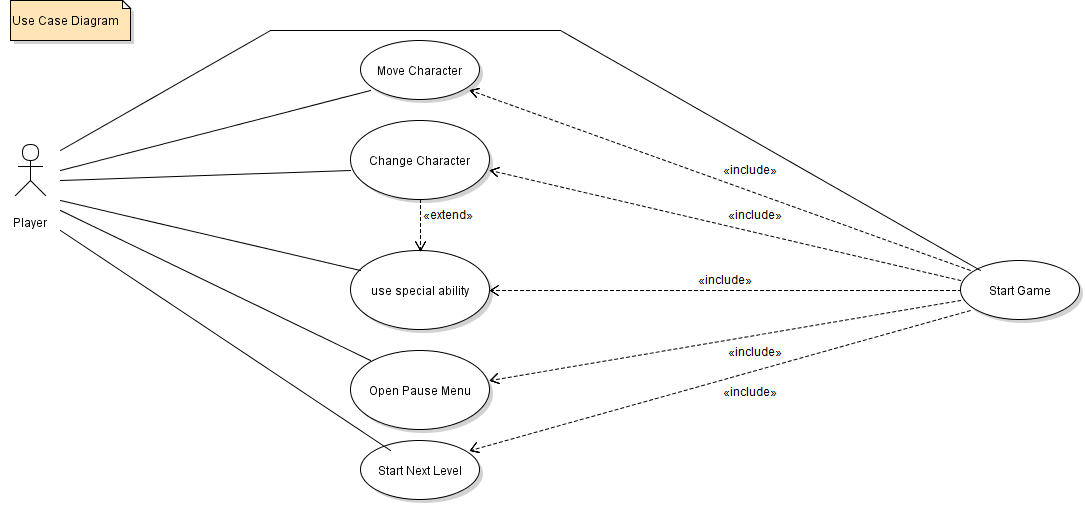 Use Case Diagram
Move Character
Change Character
«include»
«include»
Player
«extend»
use special ability
«include»
Start Game
«include»
Open Pause Menu
«include»
Start Next Level